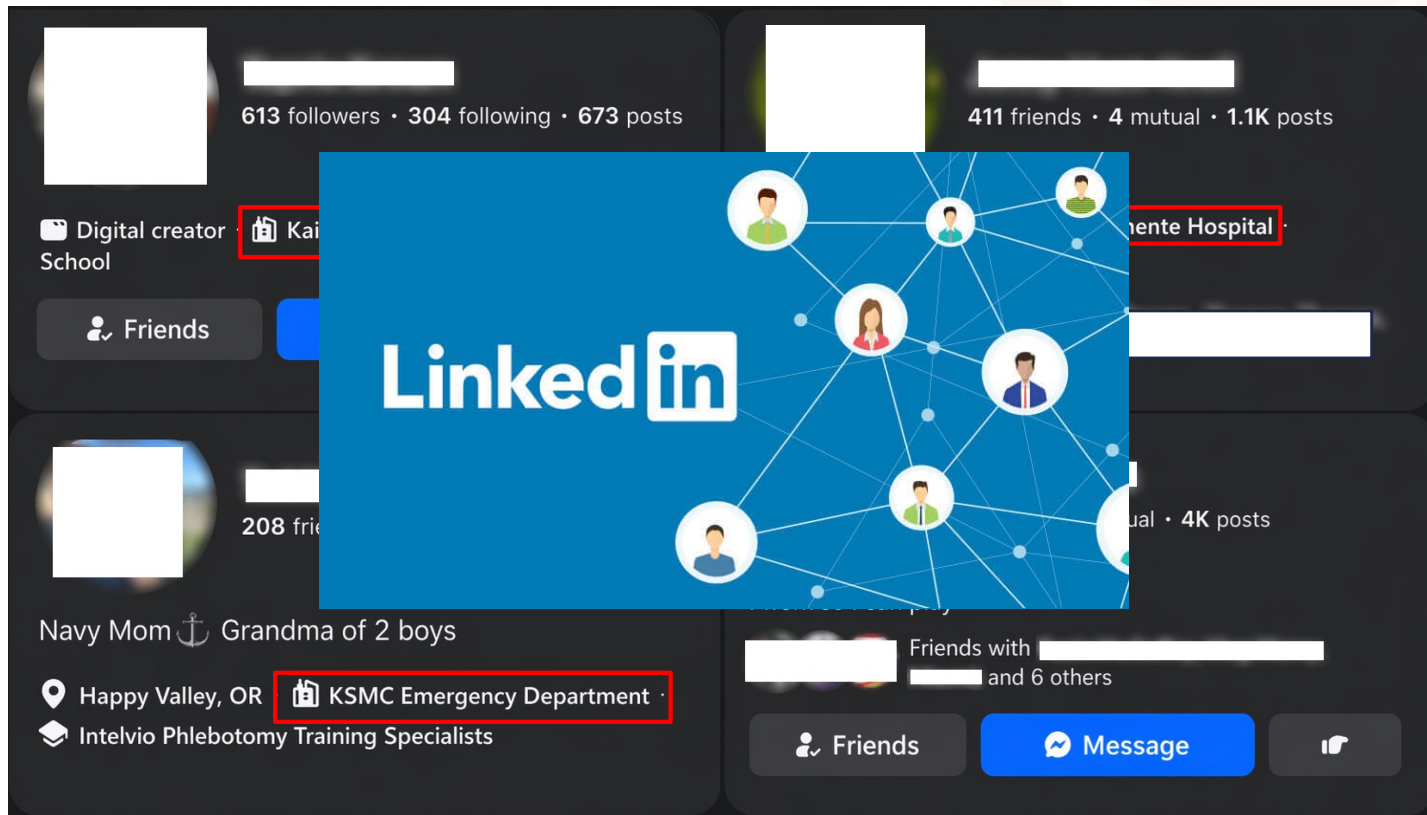 613 followers • 304 following • 673 posts
Digital creator · Kai
School
Friends
411 friends • 4 mutual • 1.1K posts
nente Hospital ·
Linked in
208 frie
Navy Mom ⚓ Grandma of 2 boys
Happy Valley, OR · KSMC Emergency Department ·
Intelvio Phlebotomy Training Specialists
ual • 4K posts
Friends with
and 6 others
Friends
Message